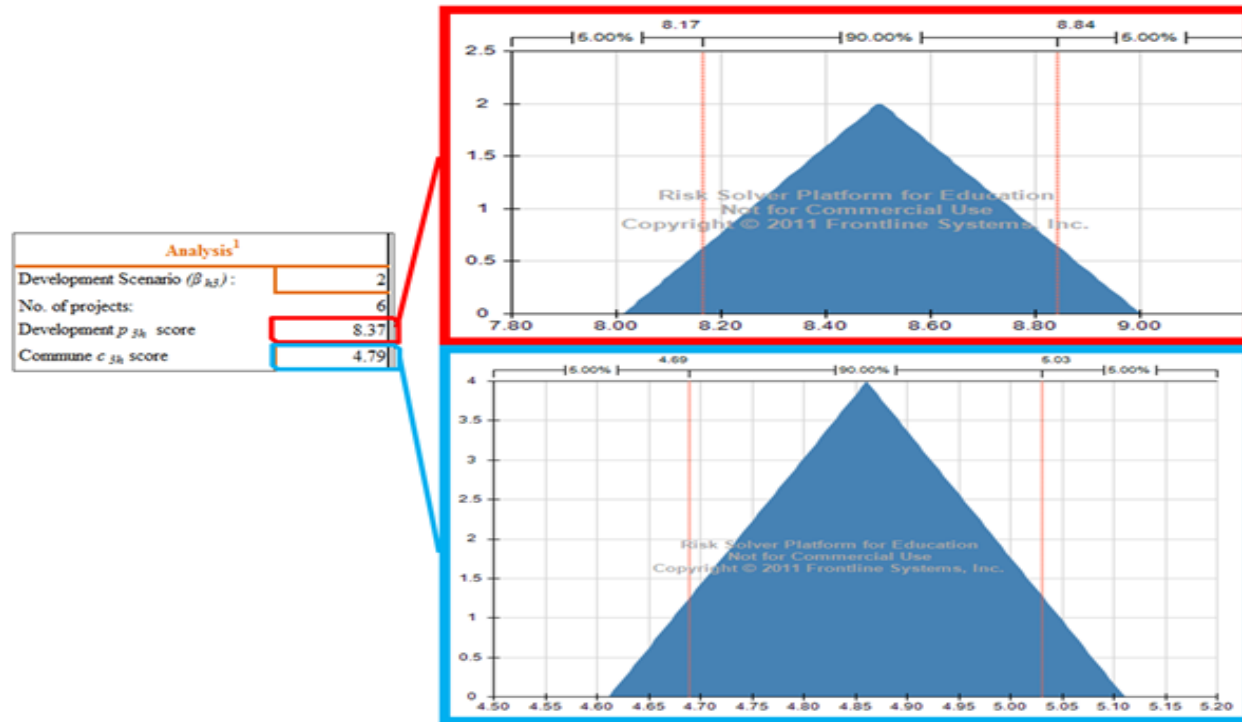 8.17 8.84
5.00% 90.00% 5.00%
2.5
2
1.5
1
0.5
0
7.80 8.00 8.20 8.40 8.60 8.80 9.00
Risk Solver Platform for Education
Not for Commercial Use
Copyright © 2011 Frontline Systems, Inc.
Analysis1
Development Scenario (β h3) : 2
No. of projects: 6
Development p 3h score 8.37
Commune c 3h score 4.79
4.69 5.03
5.00% 90.00% 5.00%
4
3.5
3
2.5
2
1.5
1
0.5
0
4.50 4.55 4.60 4.65 4.70 4.75 4.80 4.85 4.90 4.95 5.00 5.05 5.10 5.15 5.20
Risk Solver Platform for Education
Not for Commercial Use
Copyright © 2011 Frontline Systems, Inc.